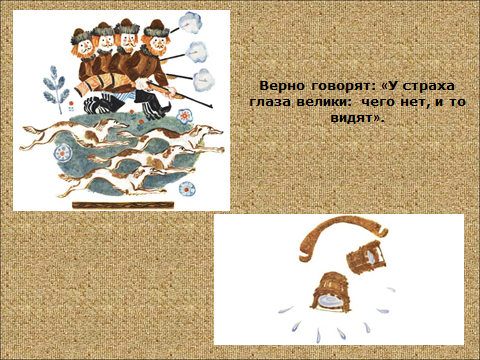 Верно говорят: «У страха
глаза велики: чего нет, и то
видят».